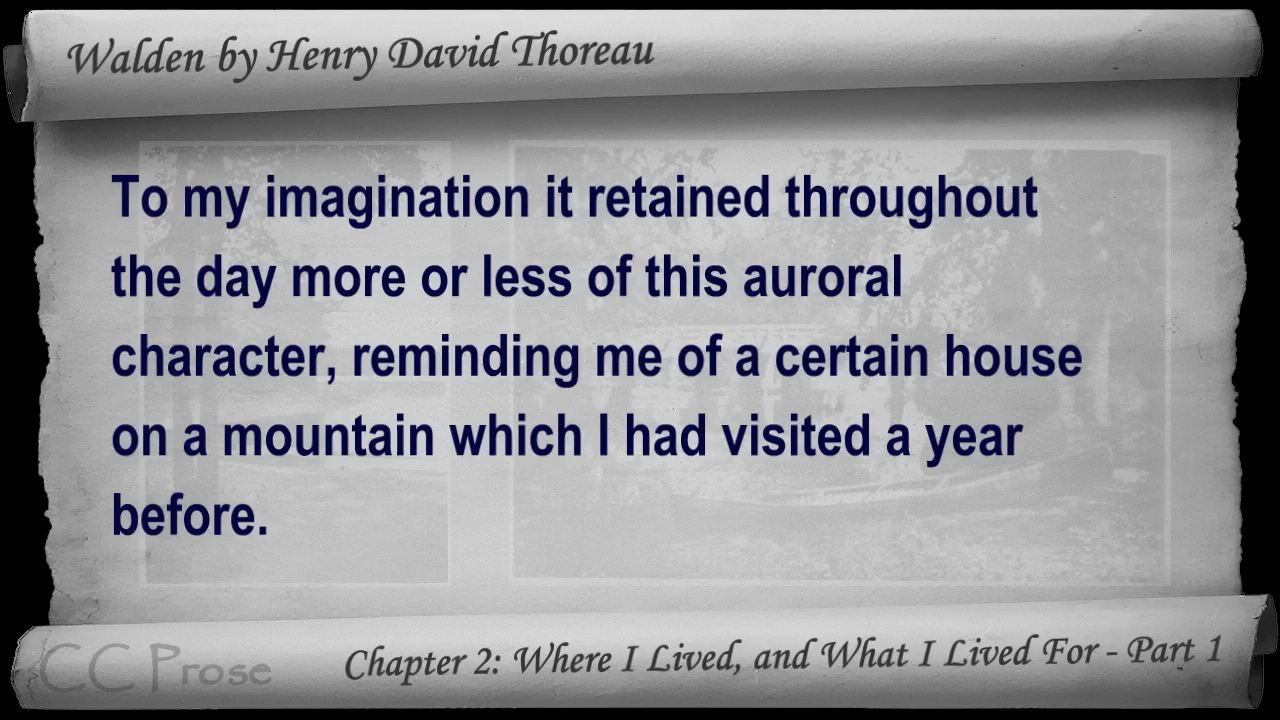 Walden by Henry David Thoreau
To my imagination it retained throughout
the day more or less of this auroral
character, reminding me of a certain house
on a mountain which I had visited a year
before.
CC Prose
Chapter 2: Where I Lived, and What I Lived For - Part 1